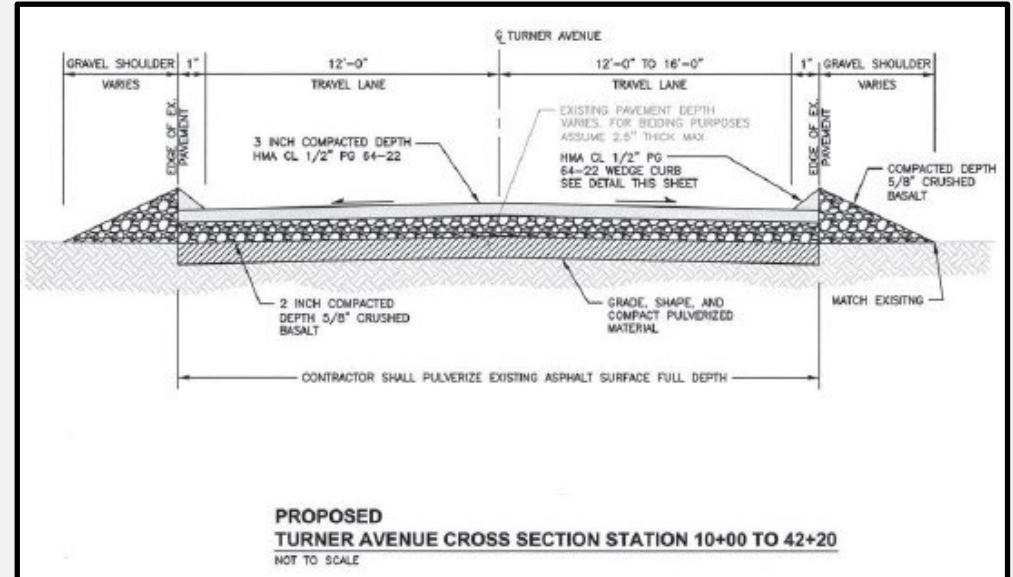 ℄ TURNER AVENUE
GRAVEL SHOULDER
VARIES
1"
12'-0"
TRAVEL LANE
12'-0" TO 16'-0"
TRAVEL LANE
1"
GRAVEL SHOULDER
VARIES
EDGE OF EX.
PAVEMENT
EDGE OF EX.
PAVEMENT
EXISTING PAVEMENT DEPTH
VARIES. FOR BIDDING PURPOSES
ASSUME 2.5" THICK MAX
3 INCH COMPACTED DEPTH
HMA CL 1/2" PG 64-22
HMA CL 1/2" PG
64-22 WEDGE CURB
SEE DETAIL THIS SHEET
COMPACTED DEPTH
5/8" CRUSHED
BASALT
2 INCH COMPACTED
DEPTH 5/8" CRUSHED
BASALT
GRADE, SHAPE, AND
COMPACT PULVERIZED
MATERIAL
MATCH EXISITNG
CONTRACTOR SHALL PULVERIZE EXISTING ASPHALT SURFACE FULL DEPTH
PROPOSED
TURNER AVENUE CROSS SECTION STATION 10+00 TO 42+20
NOT TO SCALE